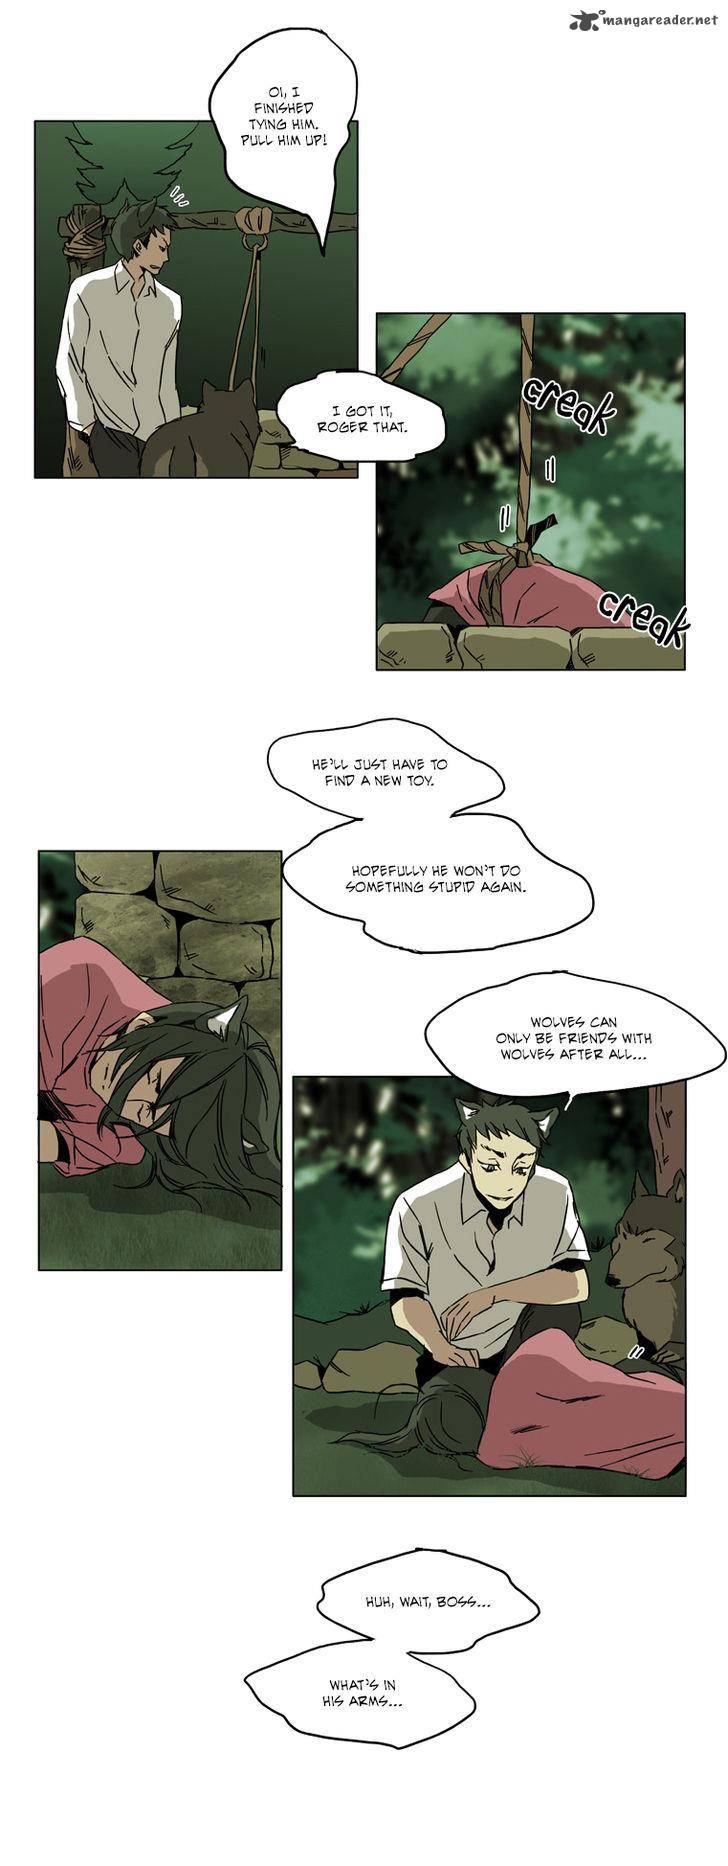 mangareader.net
OI, I
FINISHED
TYING HIM.
PULL HIM UP!
I GOT IT,
ROGER THAT.
creak
creak
HE'LL JUST HAVE TO
FIND A NEW TOY.
HOPEFULLY HE WON'T DO
SOMETHING STUPID AGAIN.
WOLVES CAN
ONLY BE FRIENDS WITH
WOLVES AFTER ALL...
HUH, WAIT, BOSS...
WHAT'S IN
HIS ARMS...